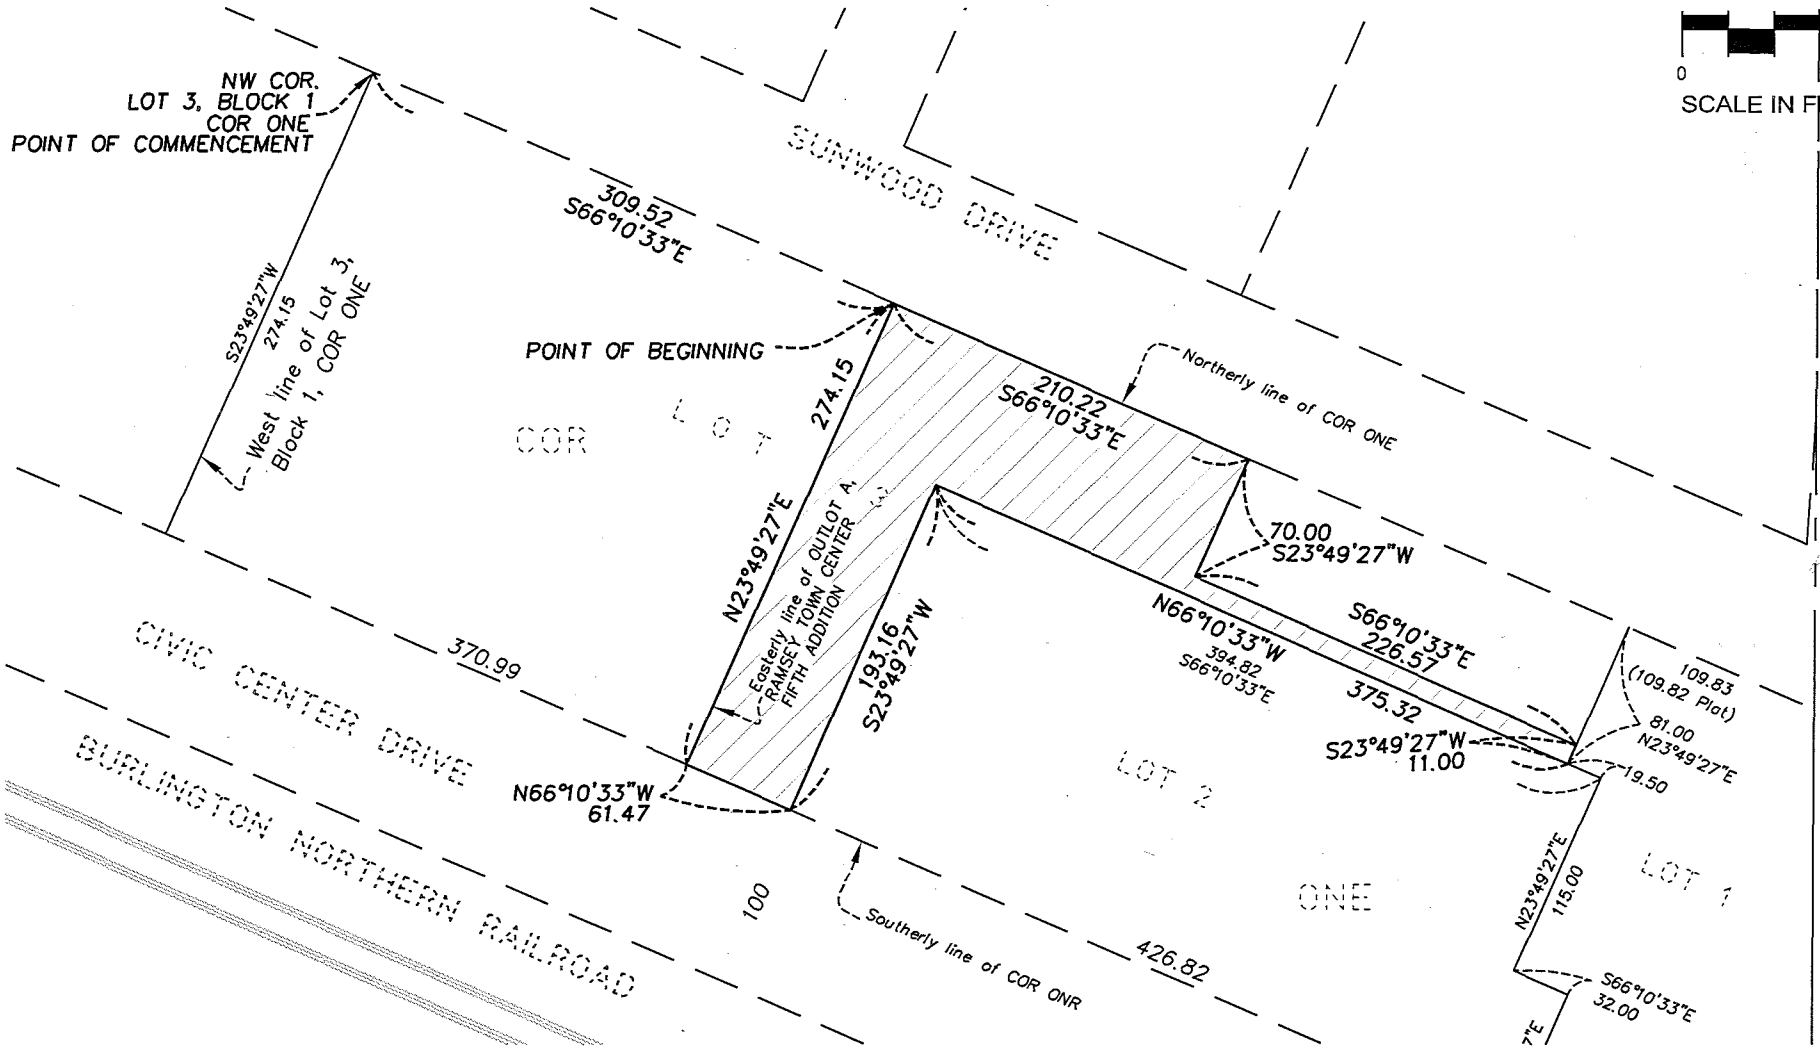 NW COR.
LOT 3, BLOCK 1
COR ONE
POINT OF COMMENCEMENT
0
SCALE IN F
SUNWOOD DRIVE
309.52
S66°10'33"E
S23°49'27"W
274.15
West line of Lot 3,
Block 1, COR ONE
POINT OF BEGINNING
LOT
3
COR
274.15
N23°49'27"E
210.22
S66°10'33"E
Northerly line of COR ONE
70.00
S23°49'27"W
Easterly line of OUTLOT A,
RAMSEY TOWN CENTER
FIFTH ADDITION
193.16
S23°49'27"W
N66°10'33"W
394.82
S66°10'33"E
375.32
S66°10'33"E
226.57
S23°49'27"W
11.00
109.83
(109.82 Plat)
81.00
N23°49'27"E
19.50
CIVIC CENTER DRIVE
370.99
BURLINGTON NORTHERN RAILROAD
N66°10'33"W
61.47
100
LOT 2
ONE
LOT 1
Southerly line of COR ONR
426.82
N23°49'27"E
115.00
S66°10'33"E
32.00
7"E